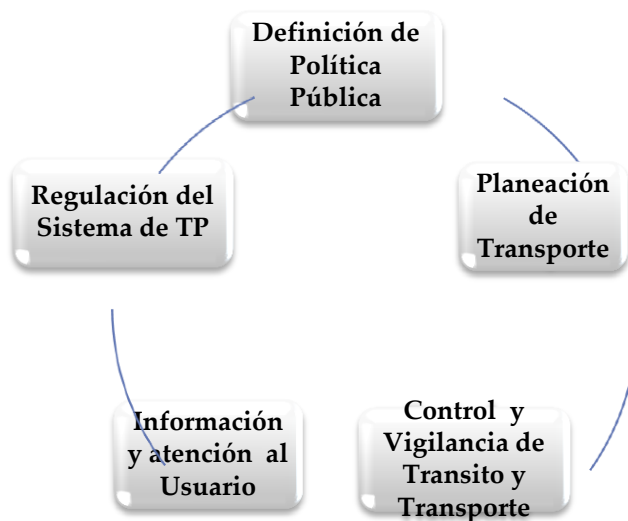 Definición de
Política
Pública
Planeación
de
Transporte
Control y
Vigilancia de
Transito y
Transporte
Información
y atención al
Usuario
Regulación del
Sistema de TP